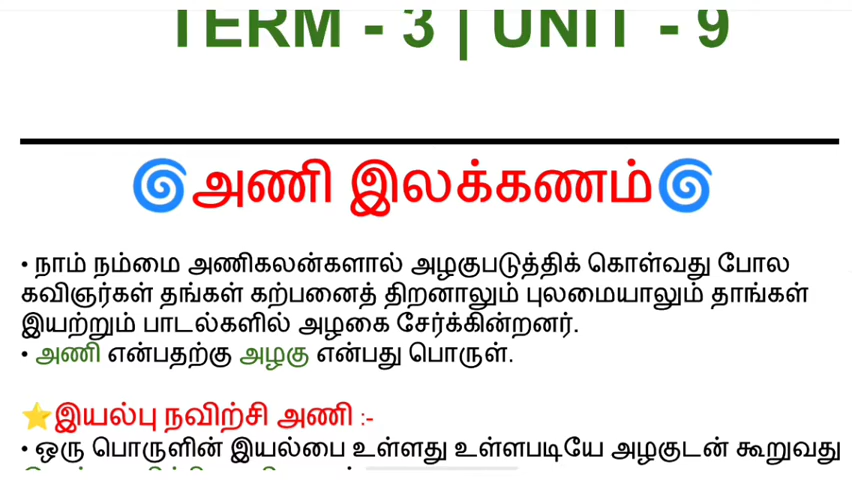 TERM - 3 | UNIT - 9
அணி இலக்கணம்
• நாம் நம்மை அணிகலன்களால் அழகுபடுத்திக் கொள்வது போல
கவிஞர்கள் தங்கள் கற்பனைத் திறனாலும் புலமையாலும் தாங்கள்
இயற்றும் பாடல்களில் அழகை சேர்க்கின்றனர்.
• அணி என்பதற்கு அழகு என்பது பொருள்.
⭐இயல்பு நவிற்சி அணி :-
• ஒரு பொருளின் இயல்பை உள்ளது உள்ளபடியே அழகுடன் கூறுவது